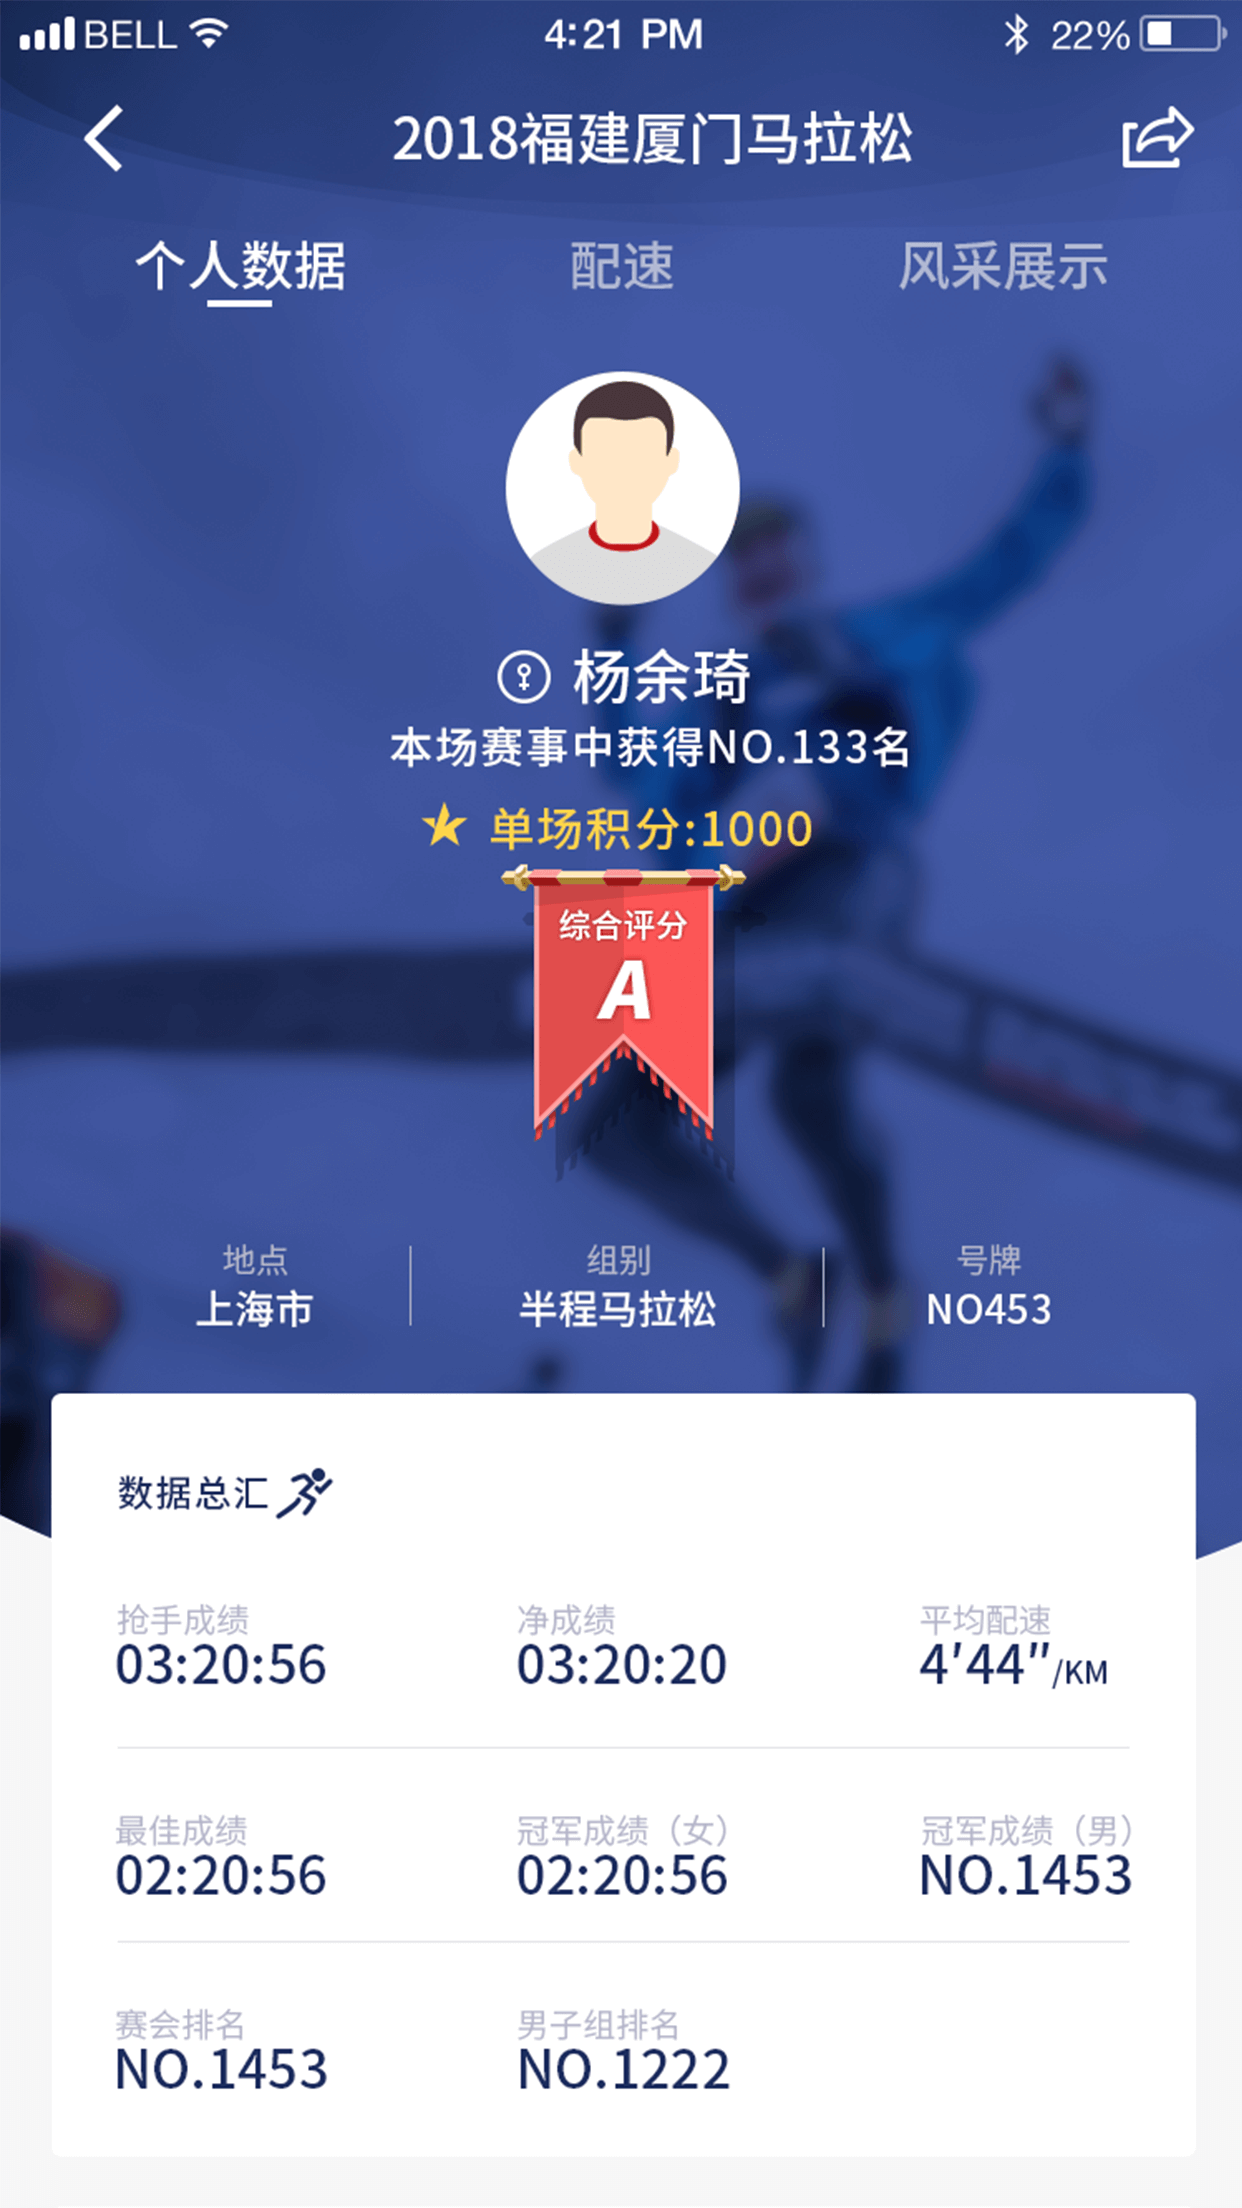 BELL 4:21 PM 22%
2018福建厦门马拉松
个人数据 配速 风采展示
杨余琦
本场赛事中获得NO.133名
单场积分:1000
综合评分
A
地点 组别 号牌
上海市 半程马拉松 NO453
数据总汇
抢手成绩 净成绩 平均配速
03:20:56 03:20:20 4'44"/KM
最佳成绩 冠军成绩（女） 冠军成绩（男）
02:20:56 02:20:56 NO.1453
赛会排名 男子组排名
NO.1453 NO.1222